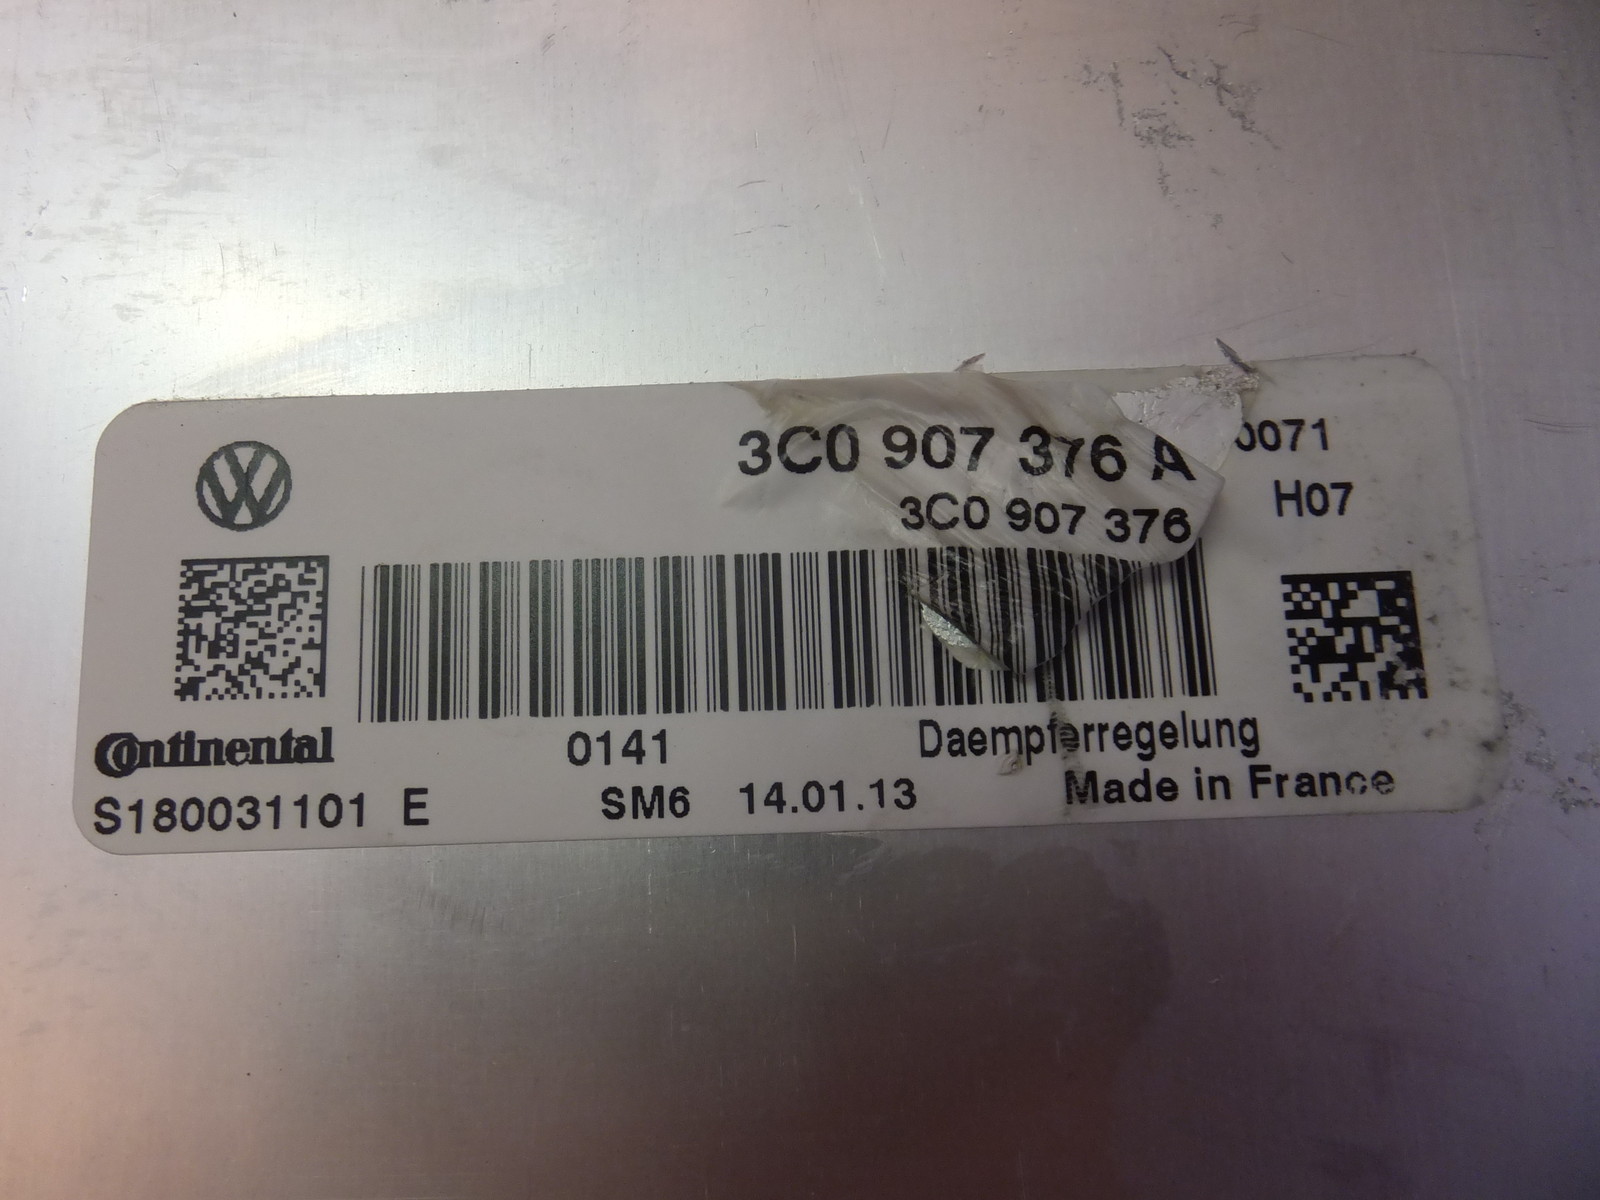 3C0 907 376 A 0071
3C0 907 376 H07
Continental 0141 Daempferregelung
S180031101 E SM6 14.01.13 Made in France